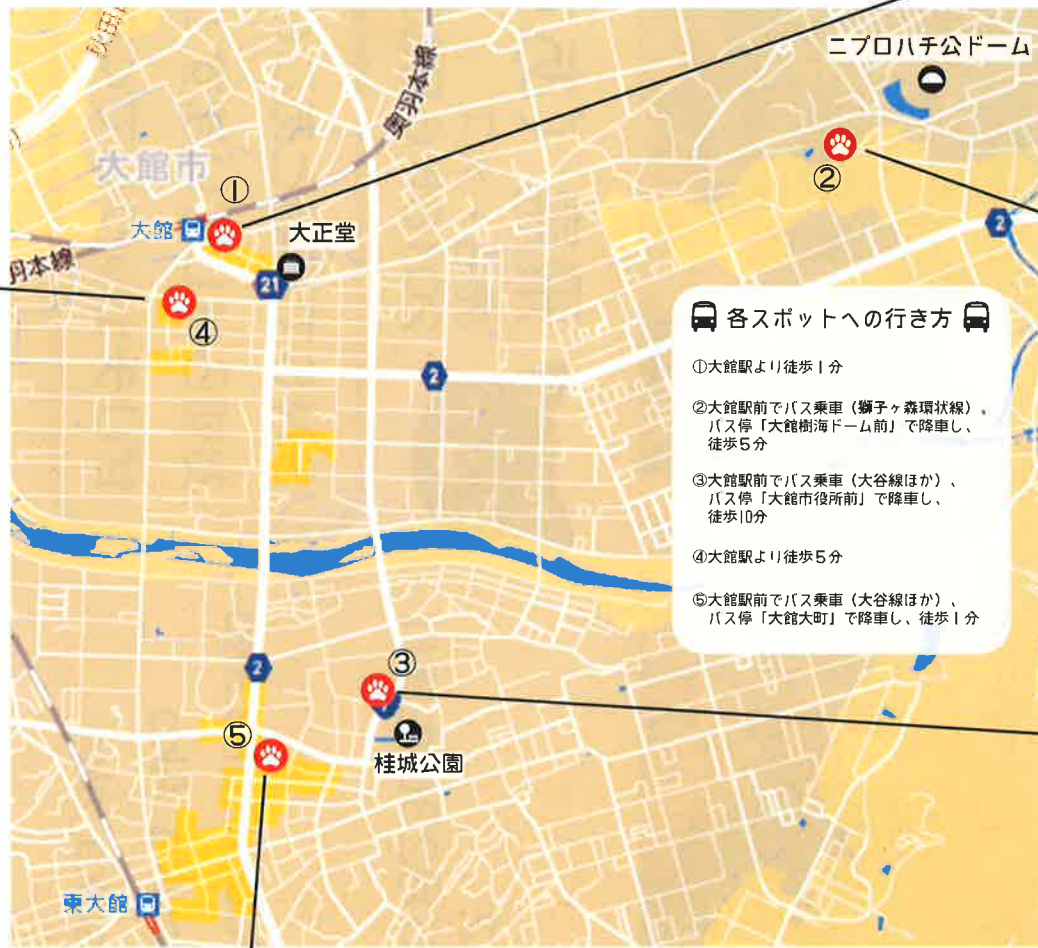 ニプロハチ公ドーム
奥羽本線
大館市
①
②
大館
大正堂
2
羽本線
21
④
2
各スポットへの行き方
①大館駅より徒歩1分
②大館駅前でバス乗車（獅子ヶ森環状線）、
バス停「大館樹海ドーム前」で降車し、
徒歩5分
③大館駅前でバス乗車（大谷線ほか）、
バス停「大館市役所前」で降車し、
徒歩10分
④大館駅より徒歩5分
⑤大館駅前でバス乗車（大谷線ほか）、
バス停「大館大町」で降車し、徒歩1分
2
③
⑤
桂城公園
東大館